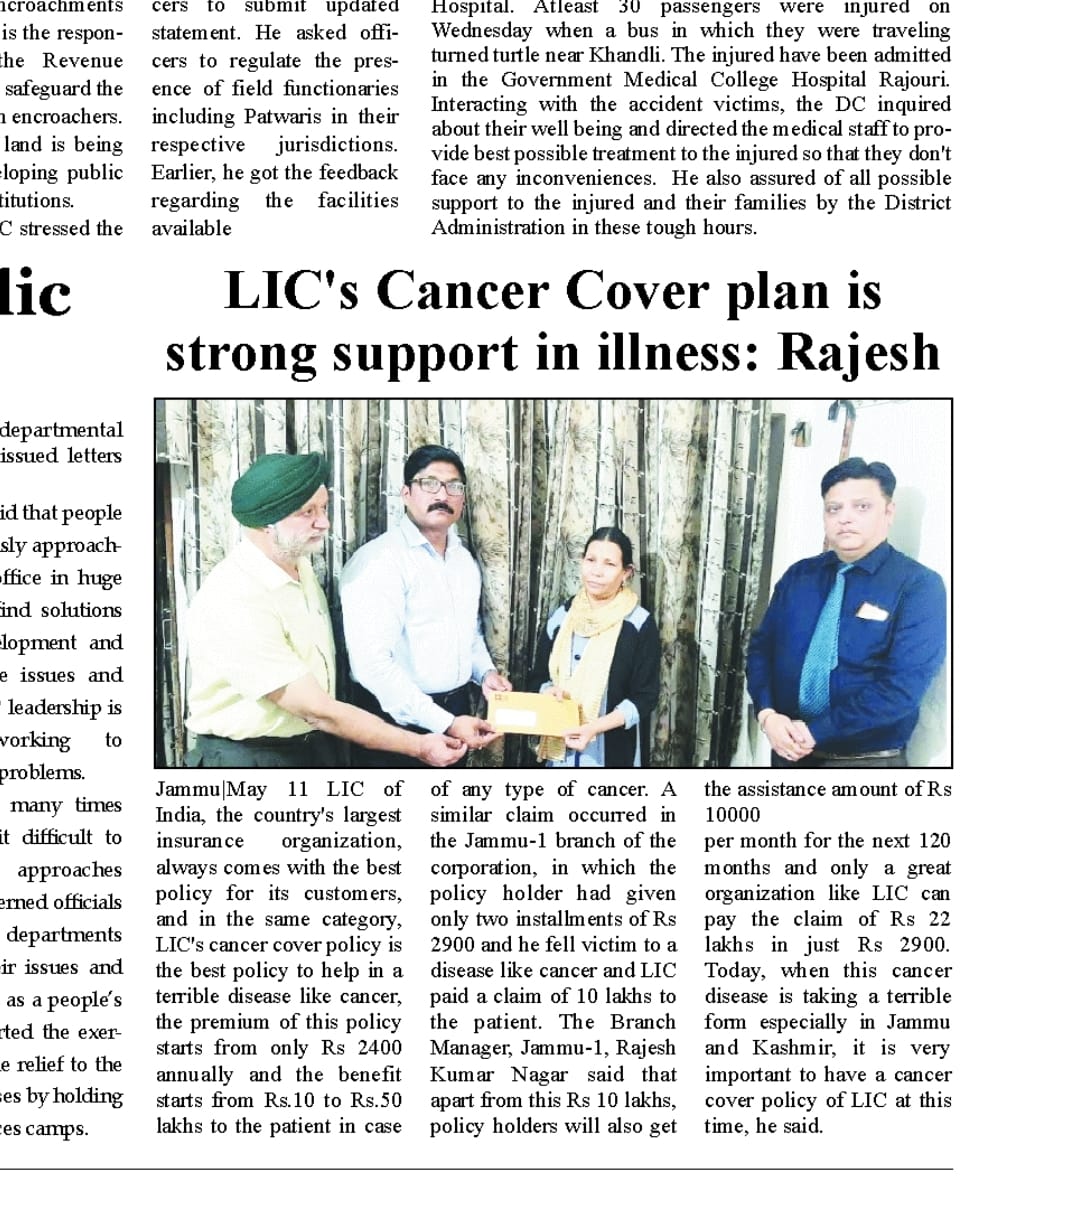 ncroachments
is the respon-
the Revenue
safeguard the
encroachers.
land is being
eloping public
titutions.
C stressed the
cers to submit updated
statement. He asked offi-
cers to regulate the pres-
ence of field functionaries
including Patwaris in their
respective jurisdictions.
Earlier, he got the feedback
regarding the facilities
available
Hospital. Atleast 30 passengers were injured on
Wednesday when a bus in which they were traveling
turned turtle near Khandli. The injured have been admitted
in the Government Medical College Hospital Rajouri.
Interacting with the accident victims, the DC inquired
about their well being and directed the medical staff to pro-
vide best possible treatment to the injured so that they don't
face any inconveniences. He also assured of all possible
support to the injured and their families by the District
Administration in these tough hours.
lic
departmental
issued letters
id that people
sly approach-
office in huge
find solutions
elopment and
e issues and
leadership is
working to
problems.
many times
it difficult to
approaches
erned officials
departments
ir issues and
as a people's
rted the exer-
e relief to the
ses by holding
ces camps.
LIC's Cancer Cover plan is
strong support in illness: Rajesh
Jammu|May 11 LIC of
India, the country's largest
insurance organization,
always comes with the best
policy for its customers,
and in the same category,
LIC's cancer cover policy is
the best policy to help in a
terrible disease like cancer,
the premium of this policy
starts from only Rs 2400
annually and the benefit
starts from Rs.10 to Rs.50
lakhs to the patient in case
of any type of cancer. A
similar claim occurred in
the Jammu-1 branch of the
corporation, in which the
policy holder had given
only two installments of Rs
2900 and he fell victim to a
disease like cancer and LIC
paid a claim of 10 lakhs to
the patient. The Branch
Manager, Jammu-1, Rajesh
Kumar Nagar said that
apart from this Rs 10 lakhs,
policy holders will also get
the assistance amount of Rs
10000
per month for the next 120
months and only a great
organization like LIC can
pay the claim of Rs 22
lakhs in just Rs 2900.
Today, when this cancer
disease is taking a terrible
form especially in Jammu
and Kashmir, it is very
important to have a cancer
cover policy of LIC at this
time, he said.